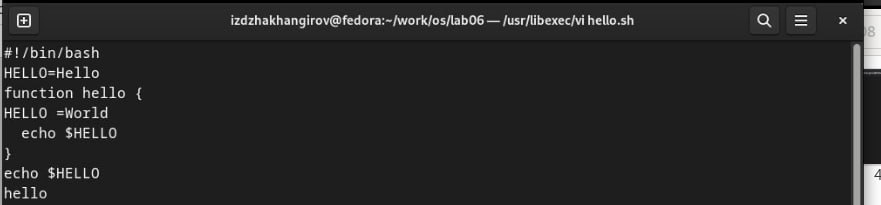 izdzhakhangirov@fedora:~/work/os/lab06 — /usr/libexec/vi hello.sh
#!/bin/bash
HELLO=Hello
function hello {
HELLO =World
  echo $HELLO
}
echo $HELLO
hello